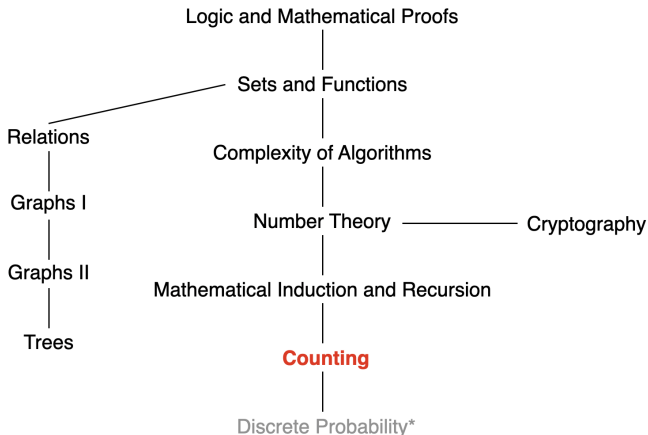 Logic and Mathematical Proofs
Sets and Functions
Relations
Complexity of Algorithms
Graphs I
Number Theory
Cryptography
Graphs II
Mathematical Induction and Recursion
Trees
Counting
Discrete Probability*